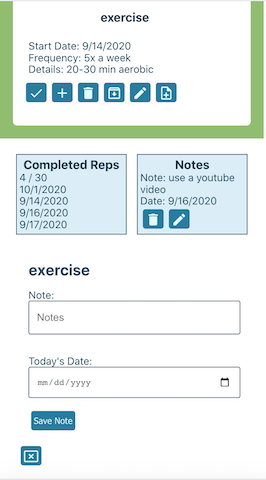 exercise
Start Date: 9/14/2020
Frequency: 5x a week
Details: 20-30 min aerobic
Completed Reps
4 / 30
10/1/2020
9/14/2020
9/16/2020
9/17/2020
Notes
Note: use a youtube
video
Date: 9/16/2020
exercise
Note:
Notes
Today's Date:
mm/dd/yyyy
Save Note